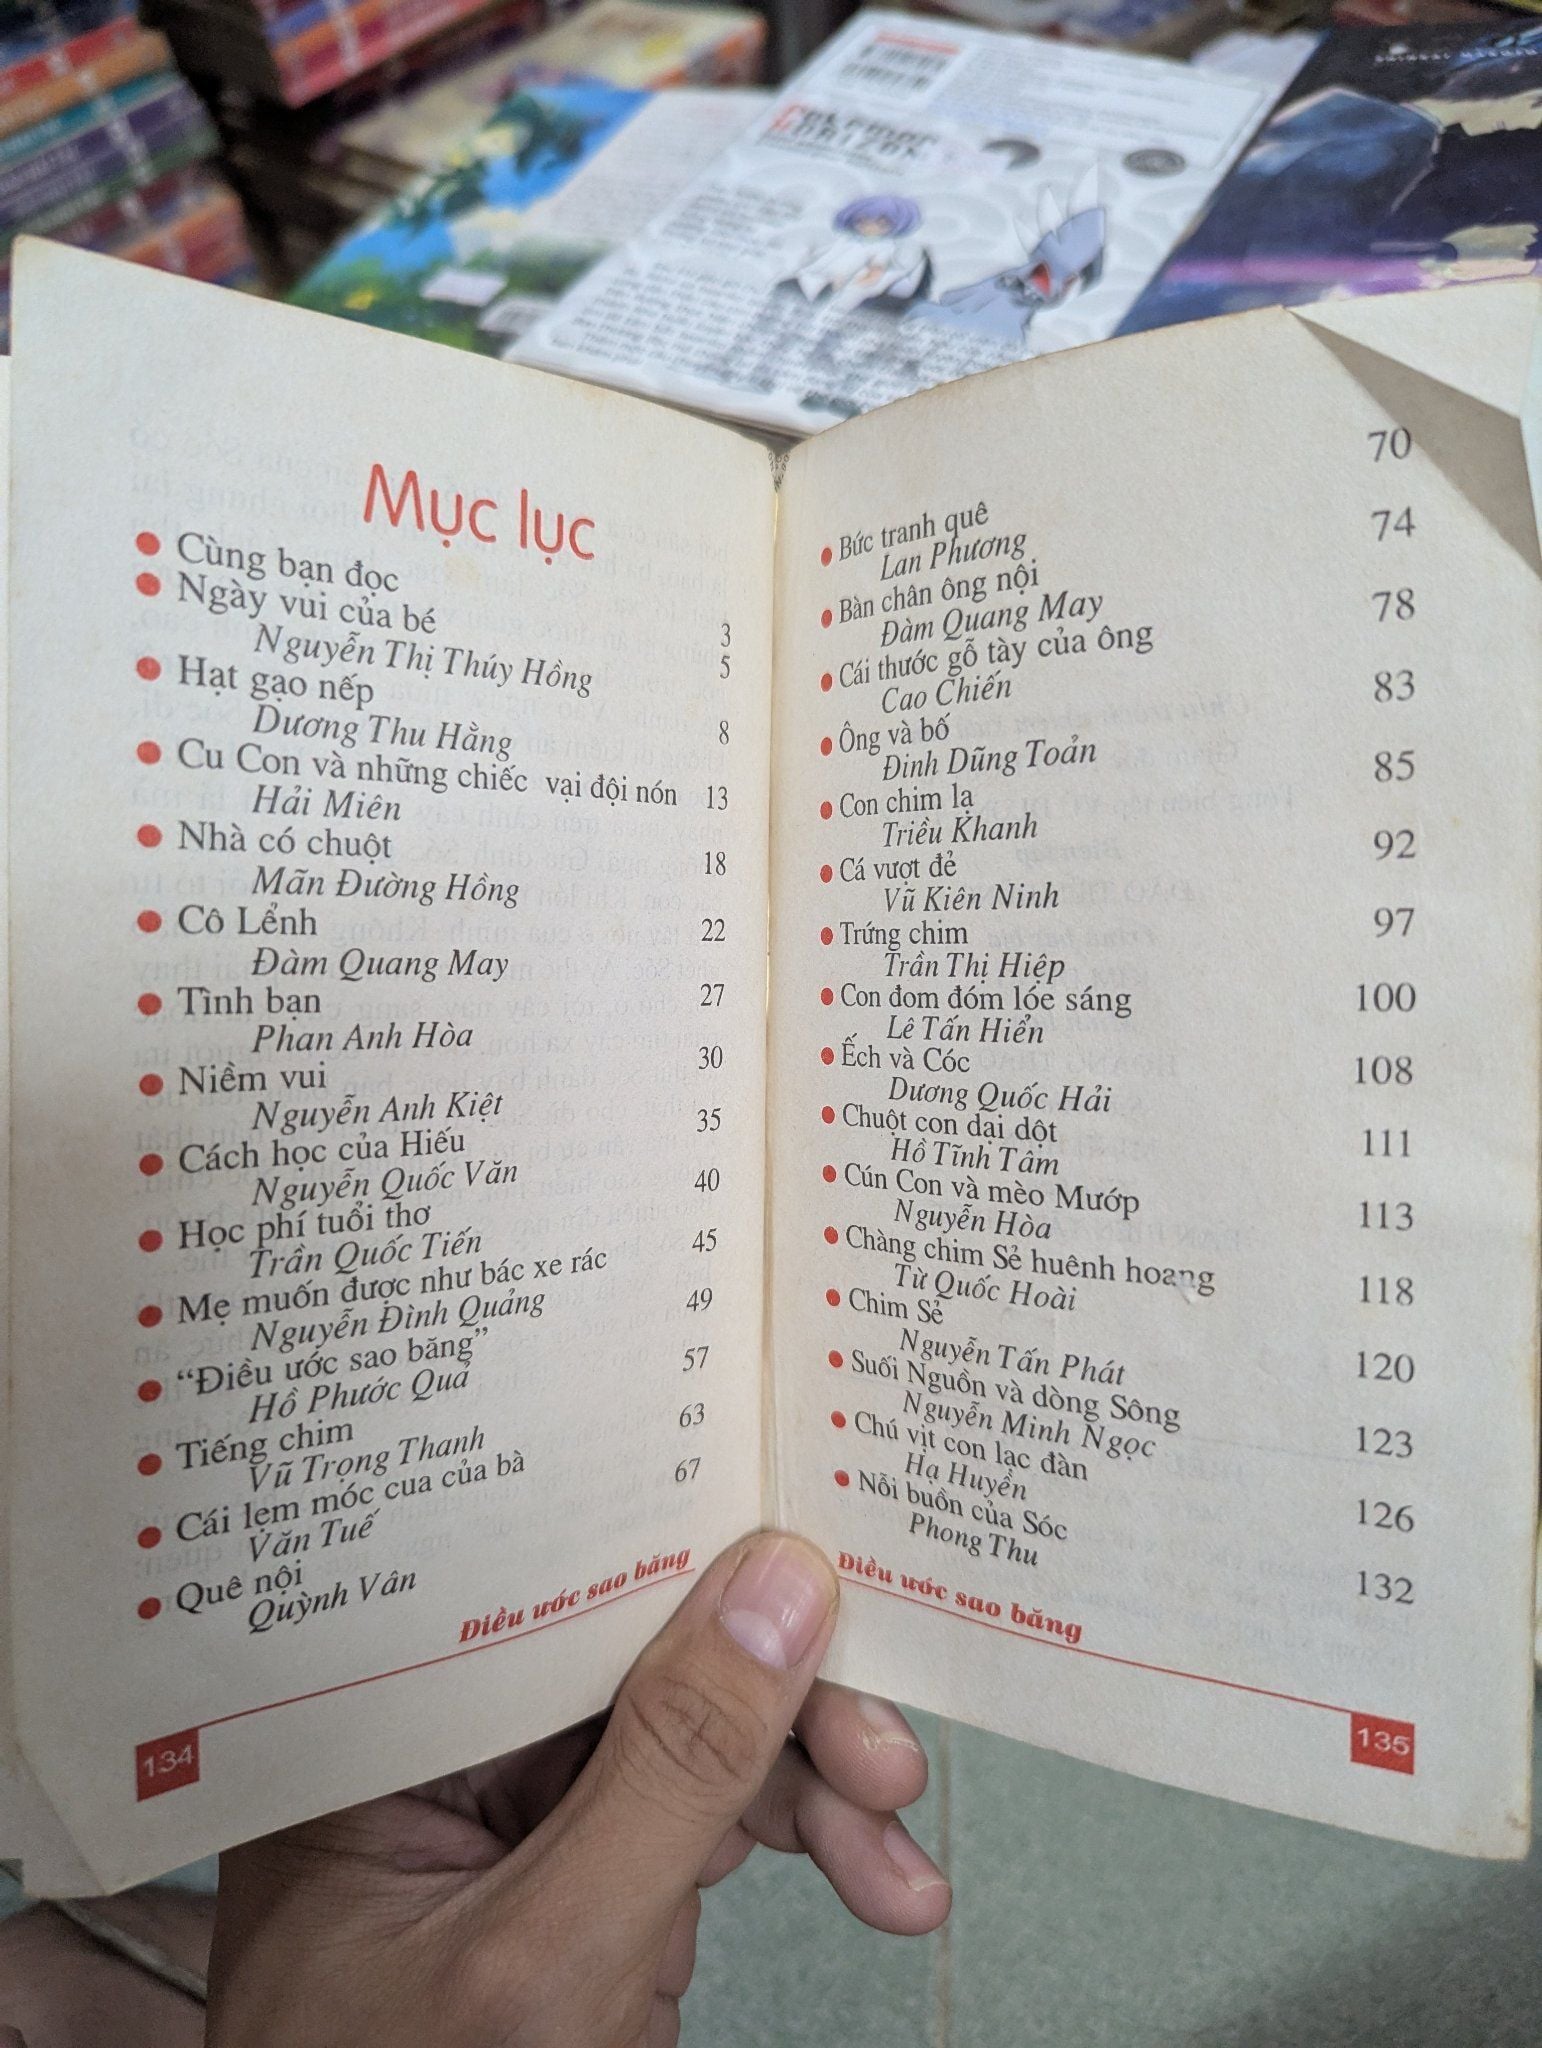 Mục lục
Cùng bạn đọc 3
Ngày vui của bé 5
Nguyễn Thị Thúy Hồng
Hạt gạo nếp 8
Dương Thu Hằng
Cu Con và những chiếc vại đội nón 13
Hải Miên
Nhà có chuột 18
Mãn Đường Hồng
Cô Lểnh 22
Đàm Quang May
Tình bạn 27
Phan Anh Hòa
Niềm vui 30
Nguyễn Anh Kiệt
Cách học của Hiếu 35
Nguyễn Quốc Văn
Học phí tuổi thơ 40
Trần Quốc Tiến
Mẹ muốn được như bác xe rác 45
Nguyễn Đình Quảng
“Điều ước sao băng” 49
Hồ Phước Quả
Tiếng chim 57
Vũ Trọng Thanh
Cái lẹm móc cua của bà 63
Văn Tuế
Quê nội 67
Quỳnh Vân
Điều ước sao băng
134
Bức tranh quê 70
Lan Phương
Bàn chân ông nội 74
Đàm Quang May
Cái thước gỗ tày của ông 78
Cao Chiến
Ông và bố 83
Đinh Dũng Toản
Con chim lạ 85
Triều Khanh
Cá vượt đẻ 92
Vũ Kiên Ninh
Trứng chim 97
Trần Thị Hiệp
Con đom đóm lóe sáng 100
Lê Tấn Hiển
Ếch và Cóc 108
Dương Quốc Hải
Chuột con dại dột 111
Hồ Tĩnh Tâm
Cún Con và mèo Mướp 113
Nguyễn Hòa
Chàng chim Sẻ huênh hoang 118
Từ Quốc Hoài
Chim Sẻ 120
Nguyễn Tấn Phát
Suối Nguồn và dòng Sông 123
Nguyễn Minh Ngọc
Chú vịt con lạc đàn 126
Hạ Huyền
Nỗi buồn của Sóc 132
Phong Thu
Điều ước sao băng
135